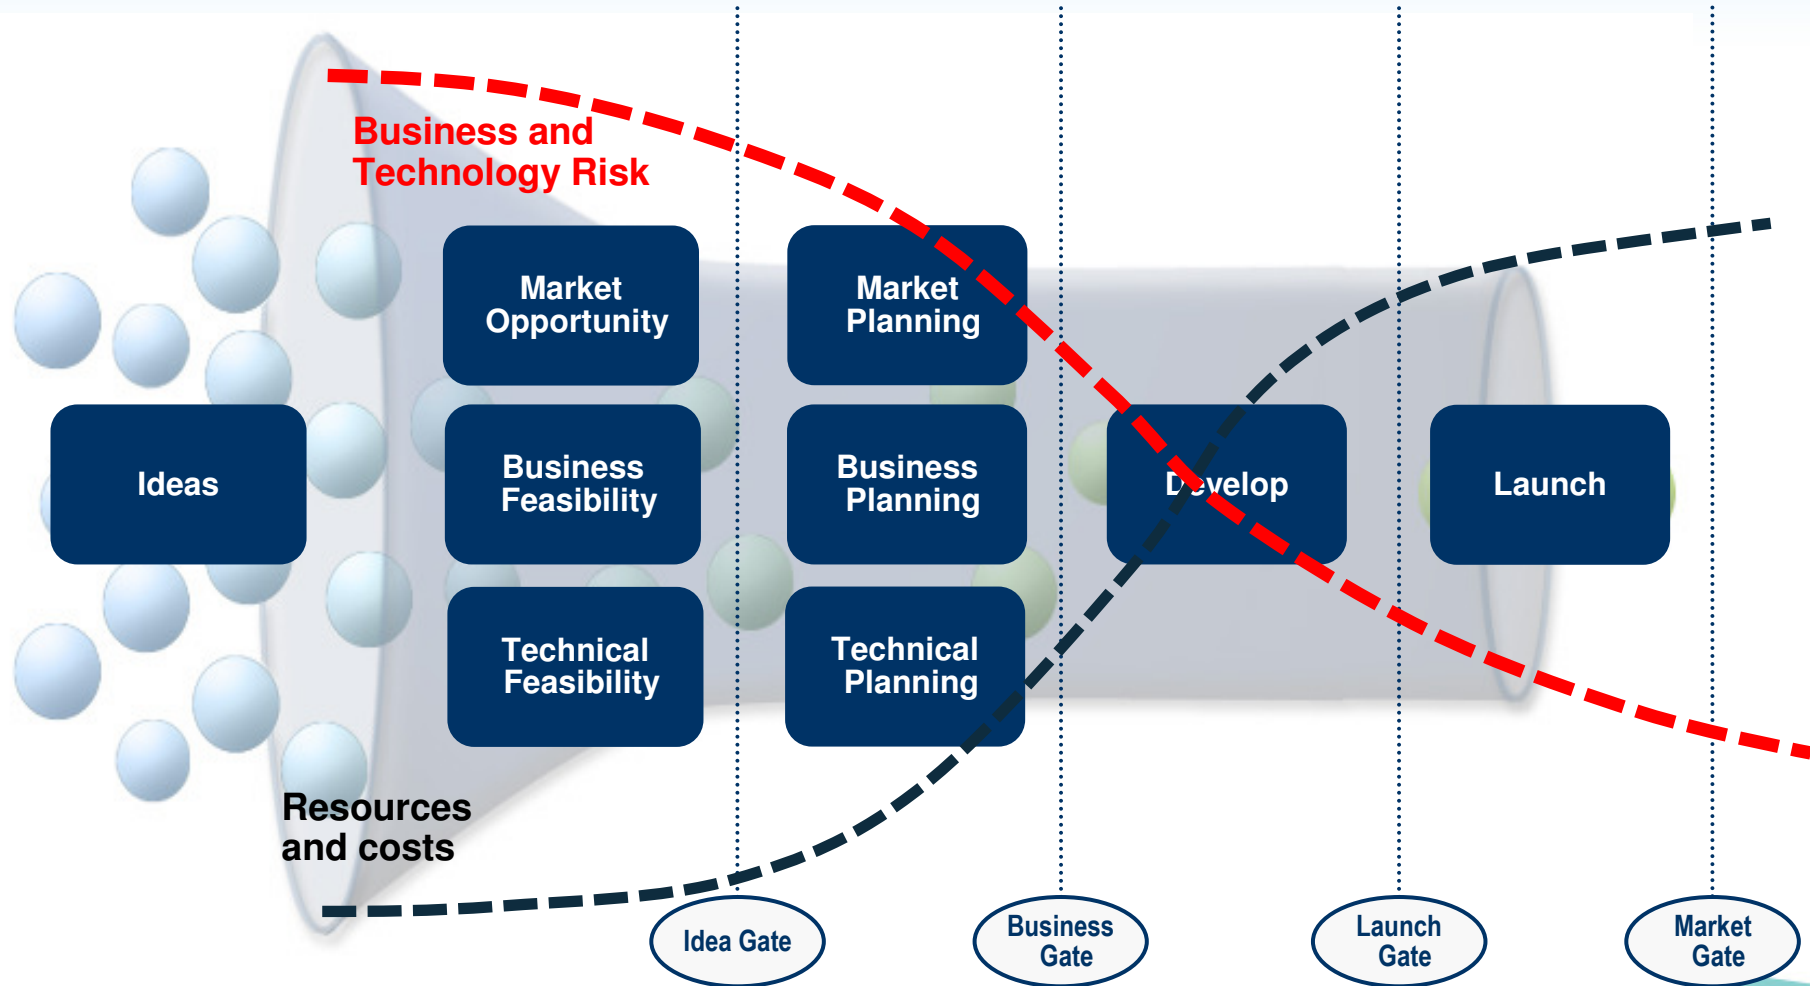 Business and
Technology Risk
Market
Opportunity
Market
Planning
Ideas
Business
Feasibility
Business
Planning
Develop
Launch
Technical
Feasibility
Technical
Planning
Resources
and costs
Idea Gate
Business
Gate
Launch
Gate
Market
Gate